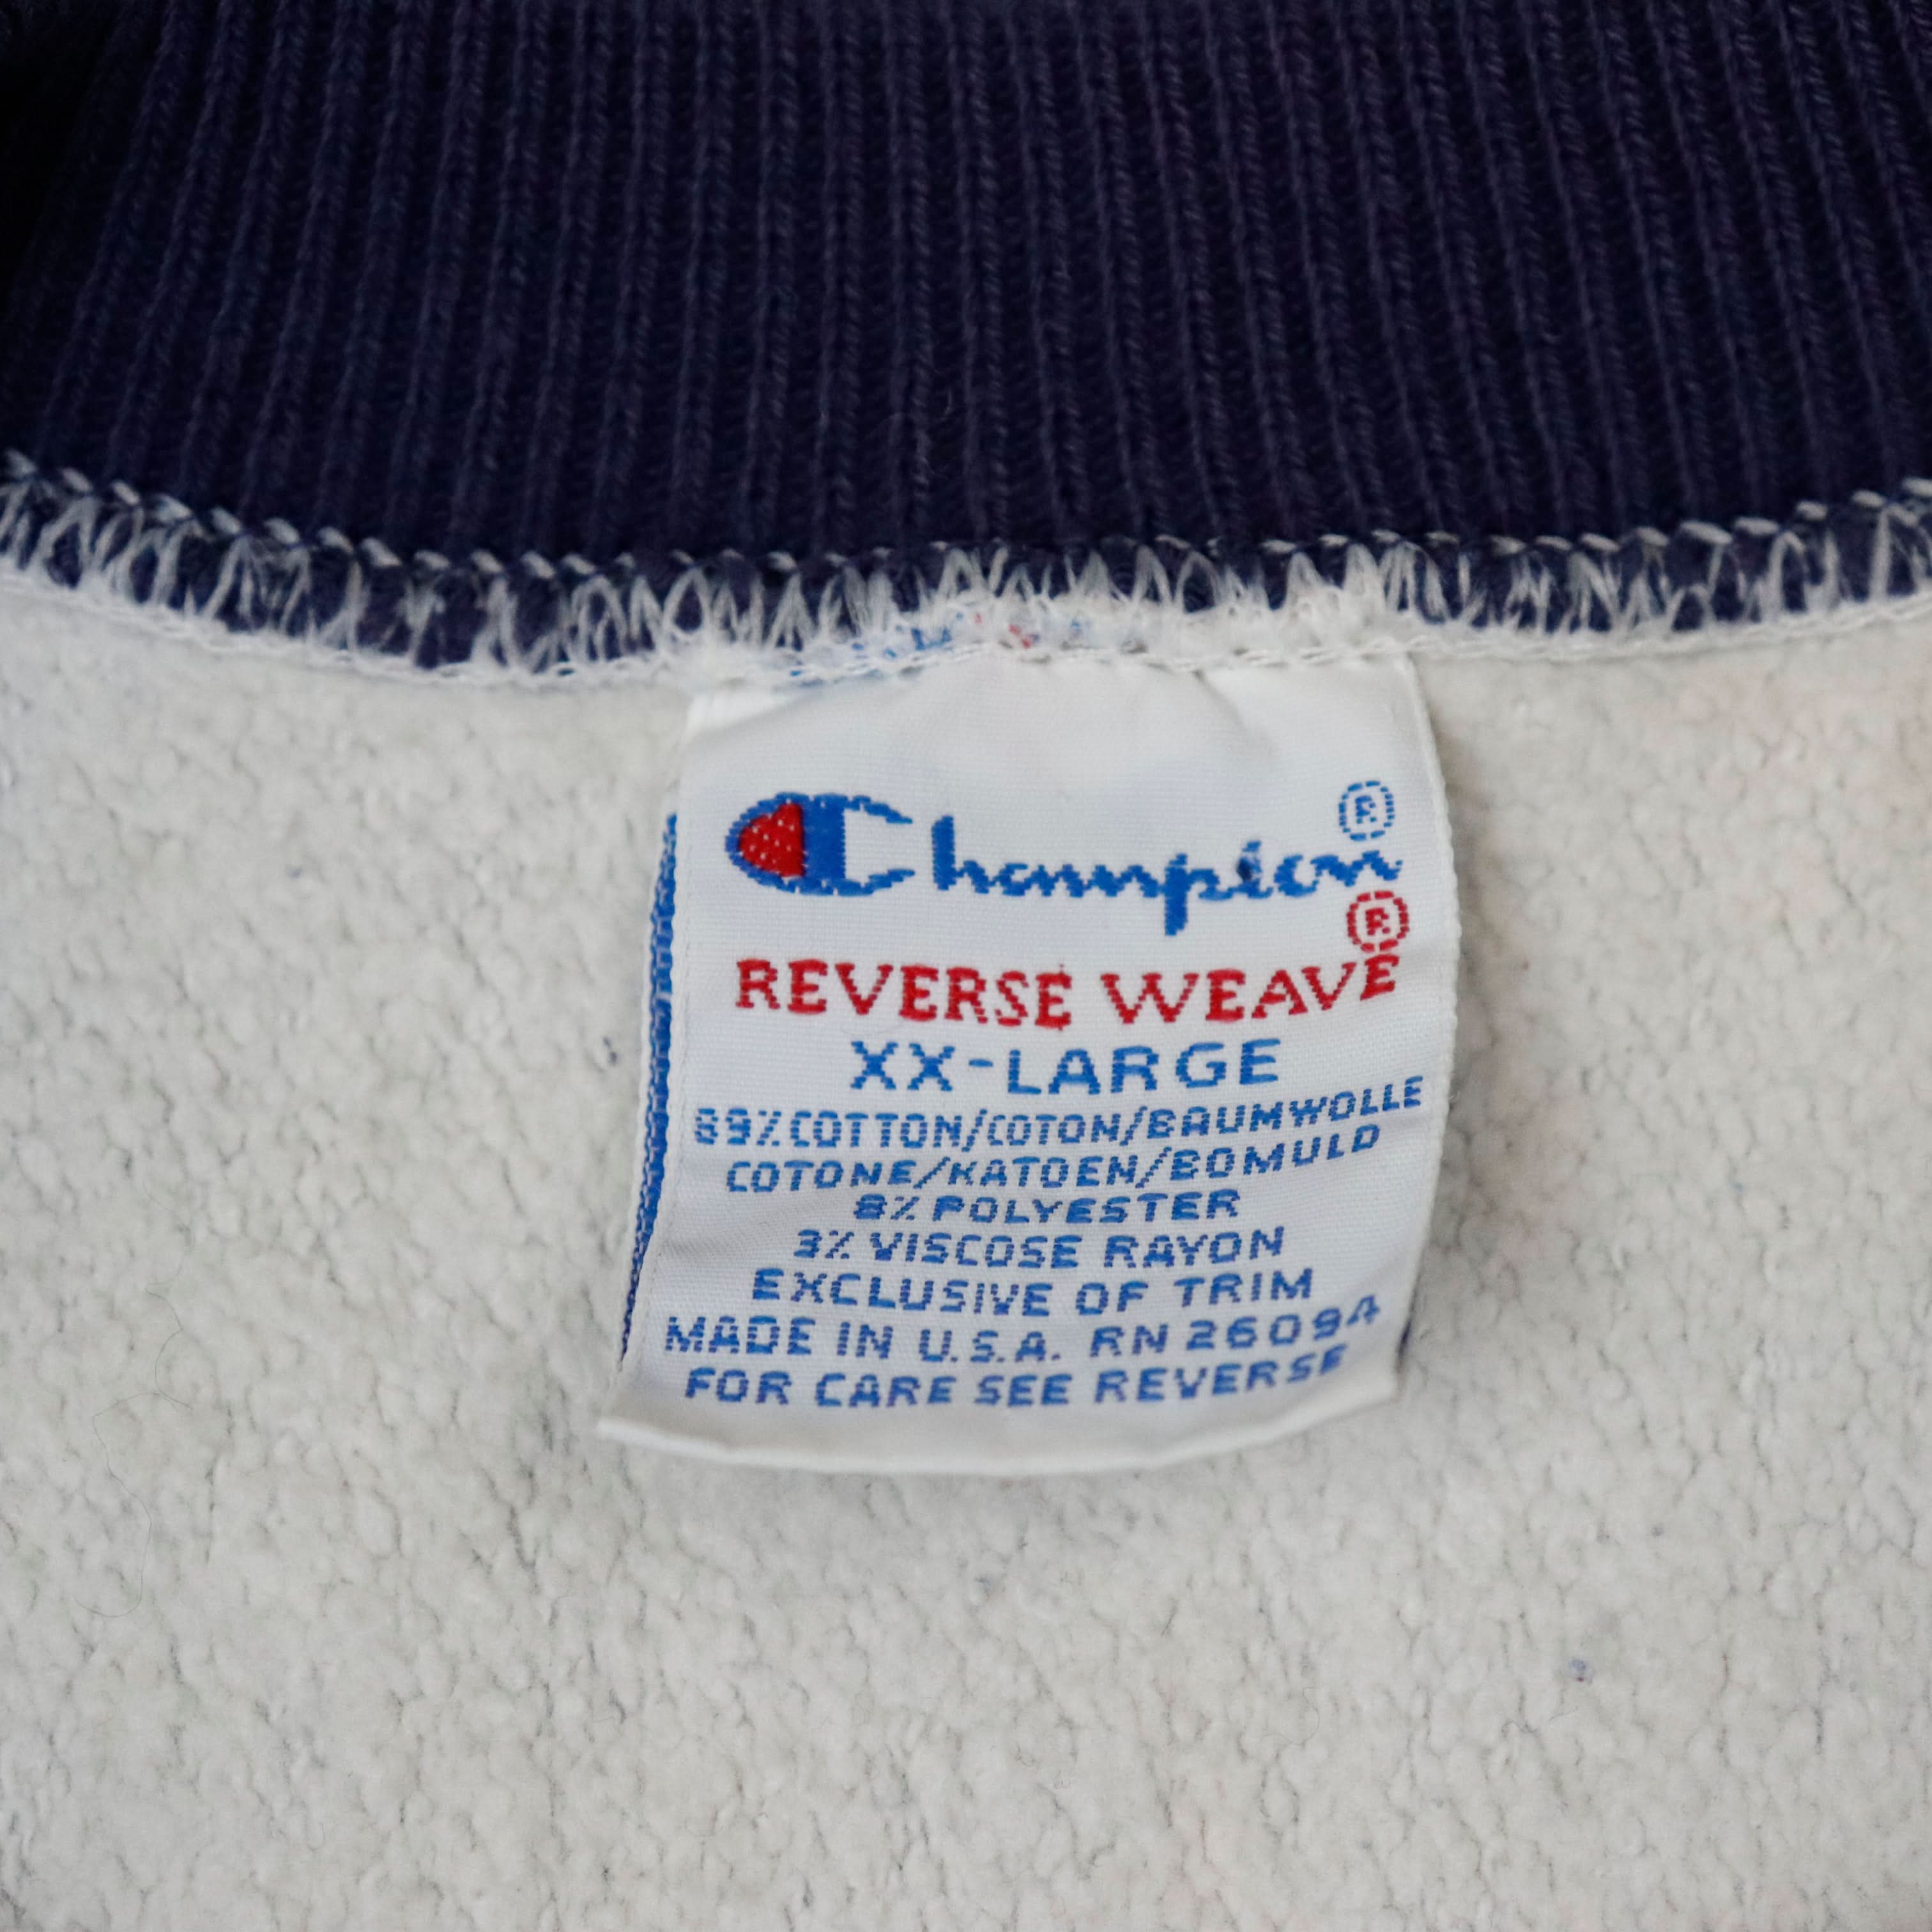 Champion®
REVERSE WEAVE®
XX-LARGE
89% COTTON/COTON/BAUMWOLLE
COTONE/KATOEN/BOMULD
8% POLYESTER
3% VISCOSE RAYON
EXCLUSIVE OF TRIM
MADE IN U.S.A. RN 26094
FOR CARE SEE REVERSE